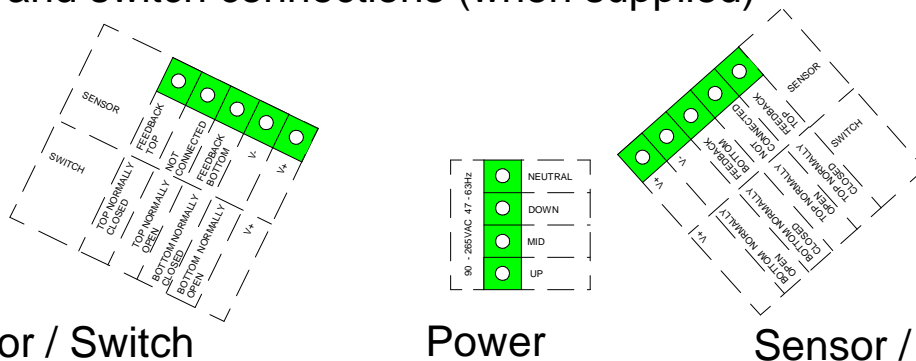 and switch connections (when supplied)
SENSOR
FEEDBACK
TOP
NOT
CONNECTED
FEEDBACK
BOTTOM
V-
V+
SWITCH
TOP NORMALLY
CLOSED
TOP NORMALLY
OPEN
BOTTOM NORMALLY
CLOSED
BOTTOM NORMALLY
OPEN
V+
90 - 265VAC 47 - 63Hz
NEUTRAL
DOWN
MID
UP
SENSOR
FEEDBACK
TOP
NOT
CONNECTED
FEEDBACK
BOTTOM
V-
V+
SWITCH
TOP NORMALLY
CLOSED
TOP NORMALLY
OPEN
BOTTOM NORMALLY
CLOSED
BOTTOM NORMALLY
OPEN
V+
or / Switch
Power
Sensor /